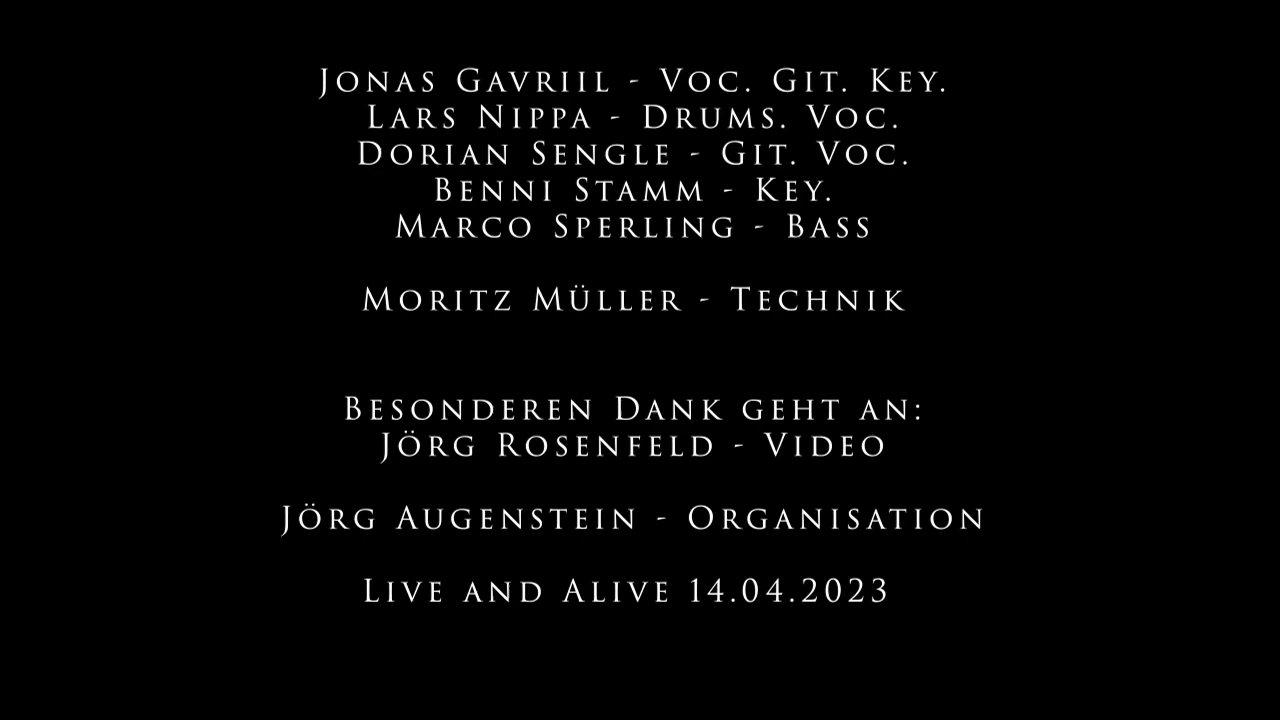 Jonas Gavriil - Voc. Git. Key.
Lars Nippa - Drums. Voc.
Dorian Sengle - Git. Voc.
Benni Stamm - Key.
Marco Sperling - Bass
Moritz Müller - Technik
Besonderen Dank geht an:
Jörg Rosenfeld - Video
Jörg Augenstein - Organisation
Live and Alive 14.04.2023